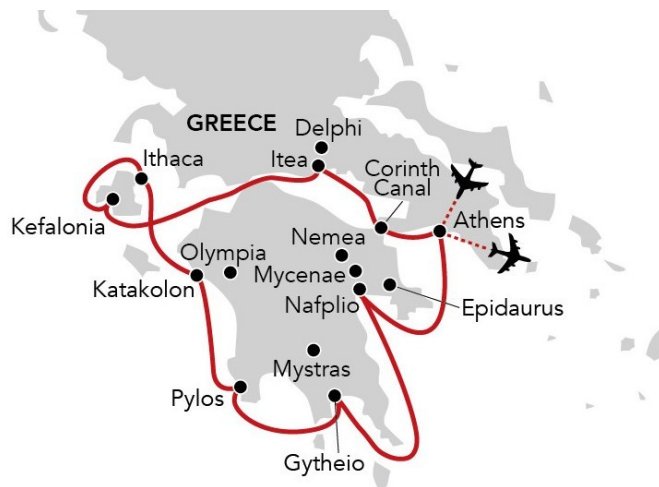 GREECE
Delphi
Itea
Ithaca
Corinth
Canal
Kefalonia
Athens
Nemea
Olympia
Mycenae
Katakolon
Nafplio
Epidaurus
Mystras
Pylos
Gytheio